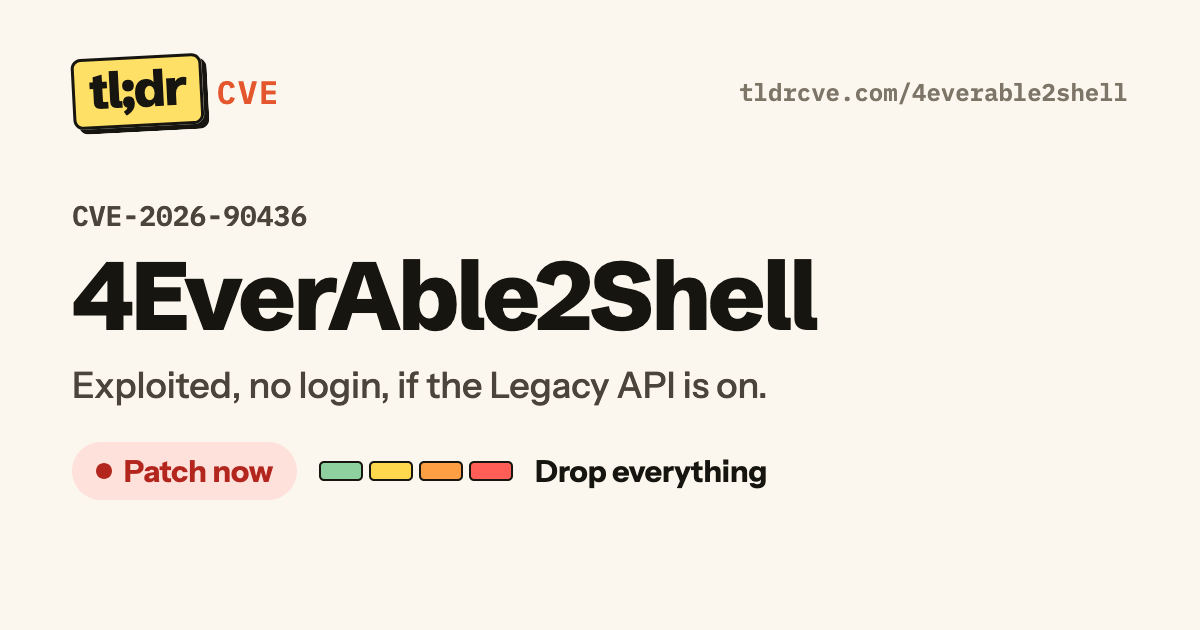 tl;dr CVE
tldrcve.com/4everable2shell
CVE-2026-90436
4EverAble2Shell
Exploited, no login, if the Legacy API is on.
Patch now
Drop everything